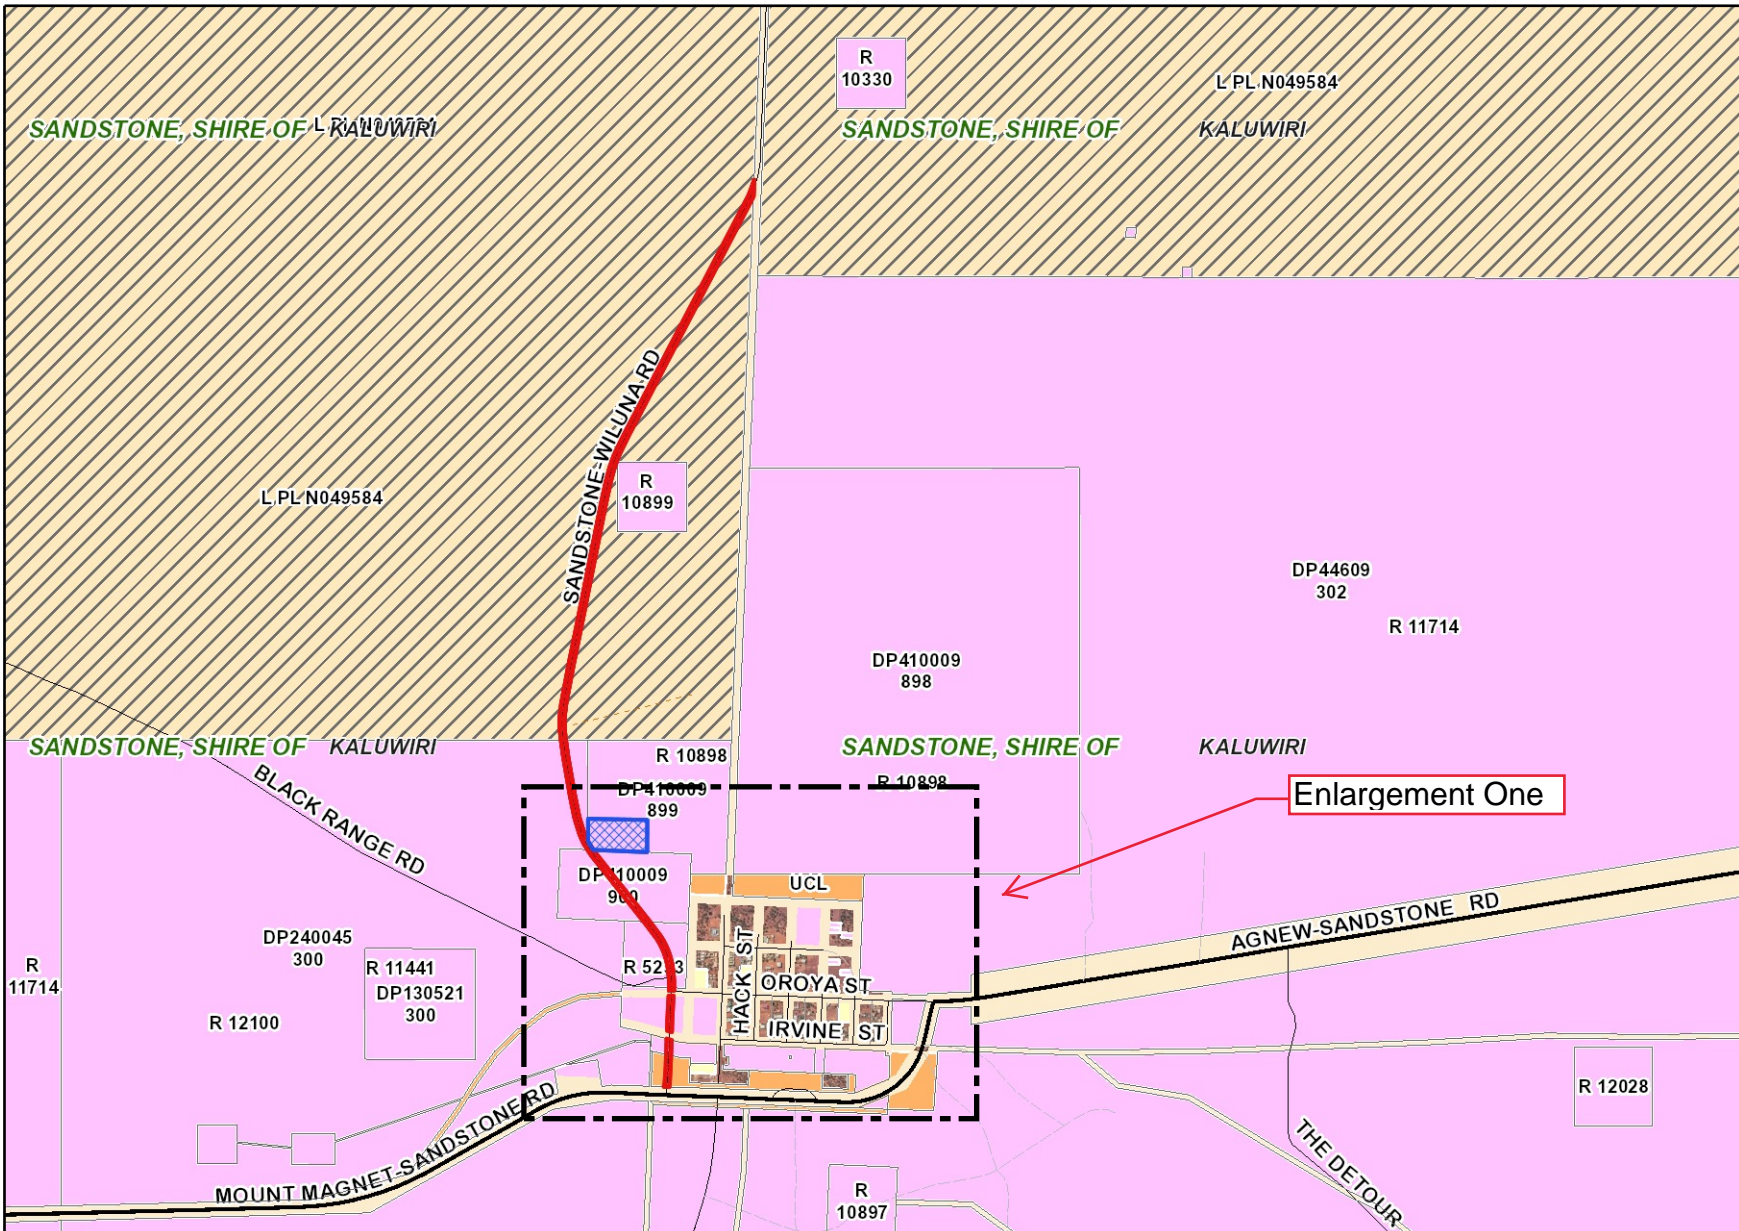 R
10330
L PL N049584
SANDSTONE, SHIRE OF
KALUWIRI
SANDSTONE, SHIRE OF
KALUWIRI
SANDSTONE-WILUNA RD
R
10899
L PL N049584
DP44609
302
R 11714
DP410009
898
SANDSTONE, SHIRE OF
KALUWIRI
R 10898
SANDSTONE, SHIRE OF
KALUWIRI
R 10898
Enlargement One
DP410009
899
BLACK RANGE RD
DP410009
900
UCL
HACK ST
OROYA ST
IRVINE ST
AGNEW-SANDSTONE RD
DP240045
300
R
11714
R 11441
DP130521
300
R 12100
MOUNT MAGNET-SANDSTONE RD
R 12028
THE DETOUR
R
10897